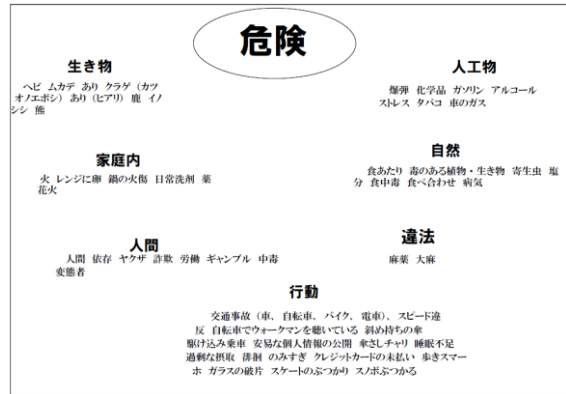 危険
生き物
ヘビ ムカデ あり クラゲ（カツ
オノエボシ） あり（ヒアリ） 鹿 イノ
シシ 熊
人工物
爆弾 化学品 ガソリン アルコール
ストレス タバコ 車のガス
家庭内
火 レンジに卵 鍋の火傷 日常洗剤 薬
花火
自然
食あたり 毒のある植物・生き物 寄生虫 塩
分 食中毒 食べ合わせ 病気
人間
人間 依存 ヤクザ 詐欺 労働 ギャンブル 中毒
変態者
違法
麻薬 大麻
行動
交通事故（車、自転車、バイク、電車）、スピード違
反 自転車でウォークマンを聴いている 斜め持ちの傘
駆け込み乗車 安易な個人情報の公開 傘さしチャリ 睡眠不足
過剰な摂取 徘徊 のみすぎ クレジットカードの未払い 歩きスマー
ホ ガラスの破片 スケートのぶつかり スノボぶつかる